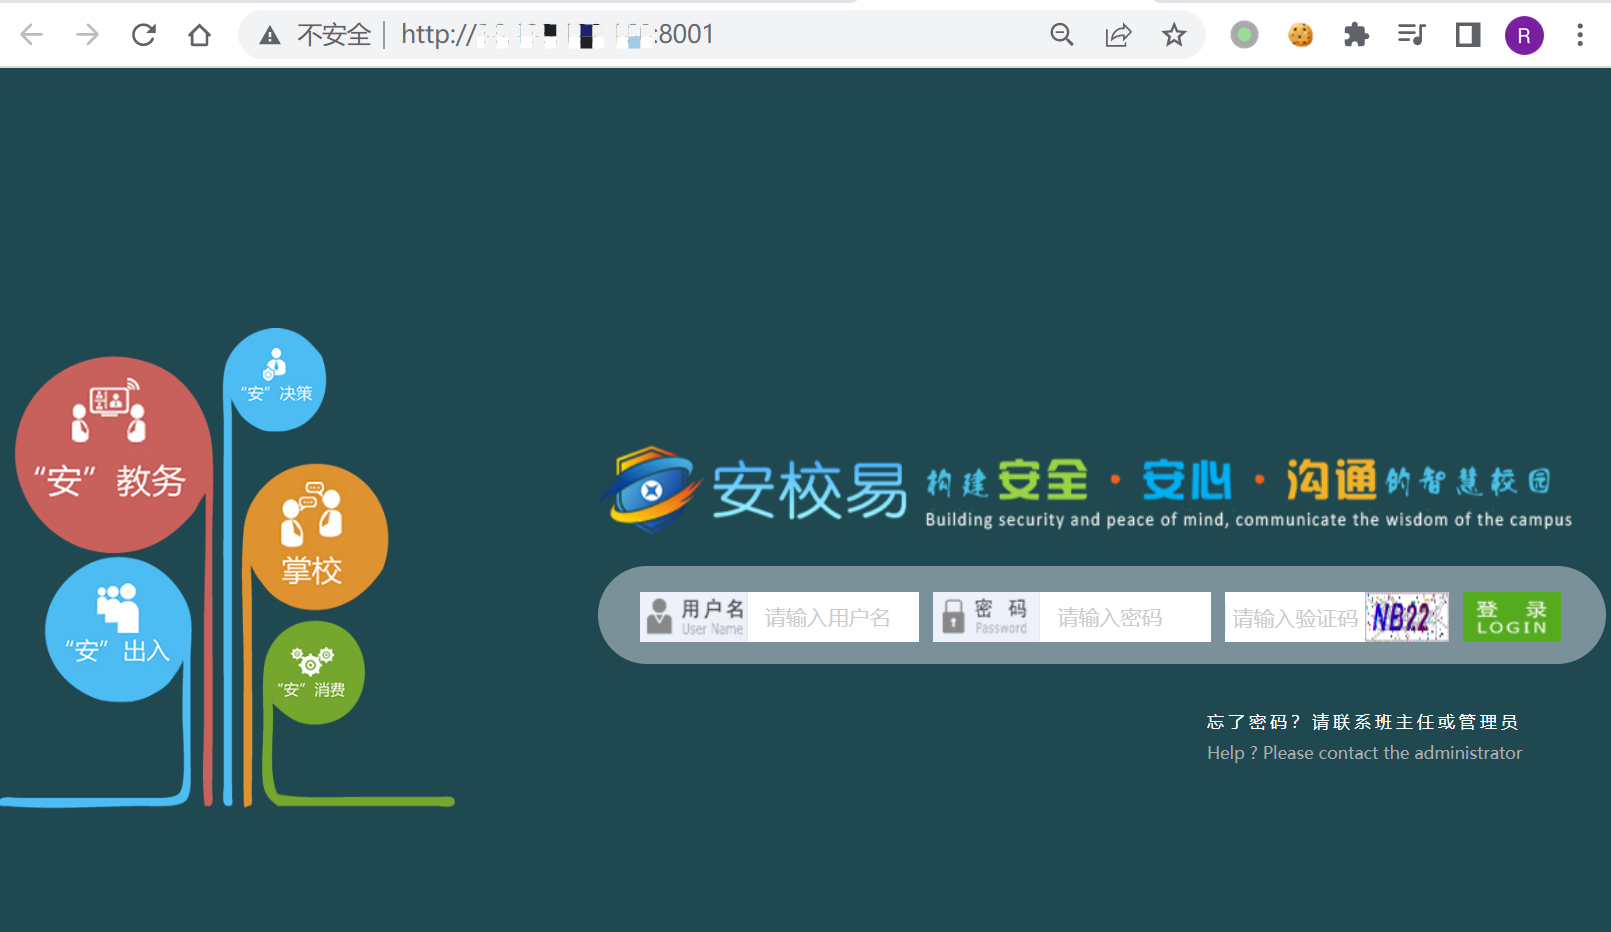 不安全 http:// :8001
R
“安”决策
“安”教务
掌校
“安”出入
“安”消费
安校易 构建安全·安心·沟通的智慧校园
Building security and peace of mind, communicate the wisdom of the campus
用户名
User Name
请输入用户名
密 码
Password
请输入密码
请输入验证码
NB22
登 录
LOGIN
忘了密码？请联系班主任或管理员
Help ? Please contact the administrator